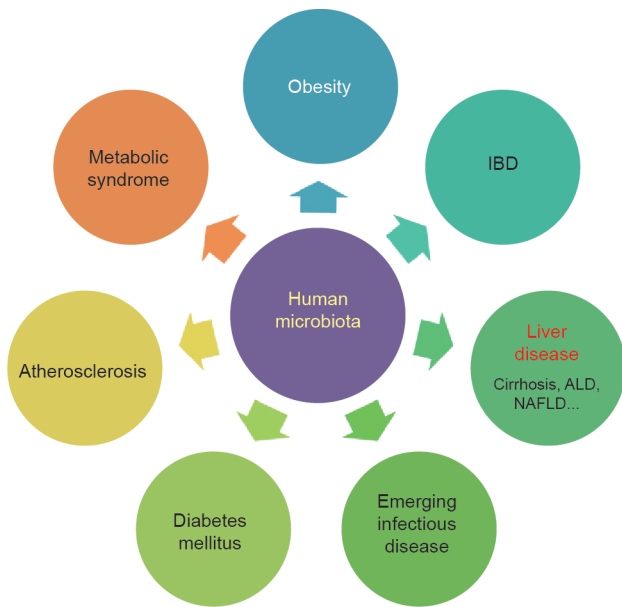 Obesity
IBD
Metabolic
syndrome
Human
microbiota
Liver
disease
Cirrhosis, ALD,
NAFLD...
Atherosclerosis
Diabetes
mellitus
Emerging
infectious
disease